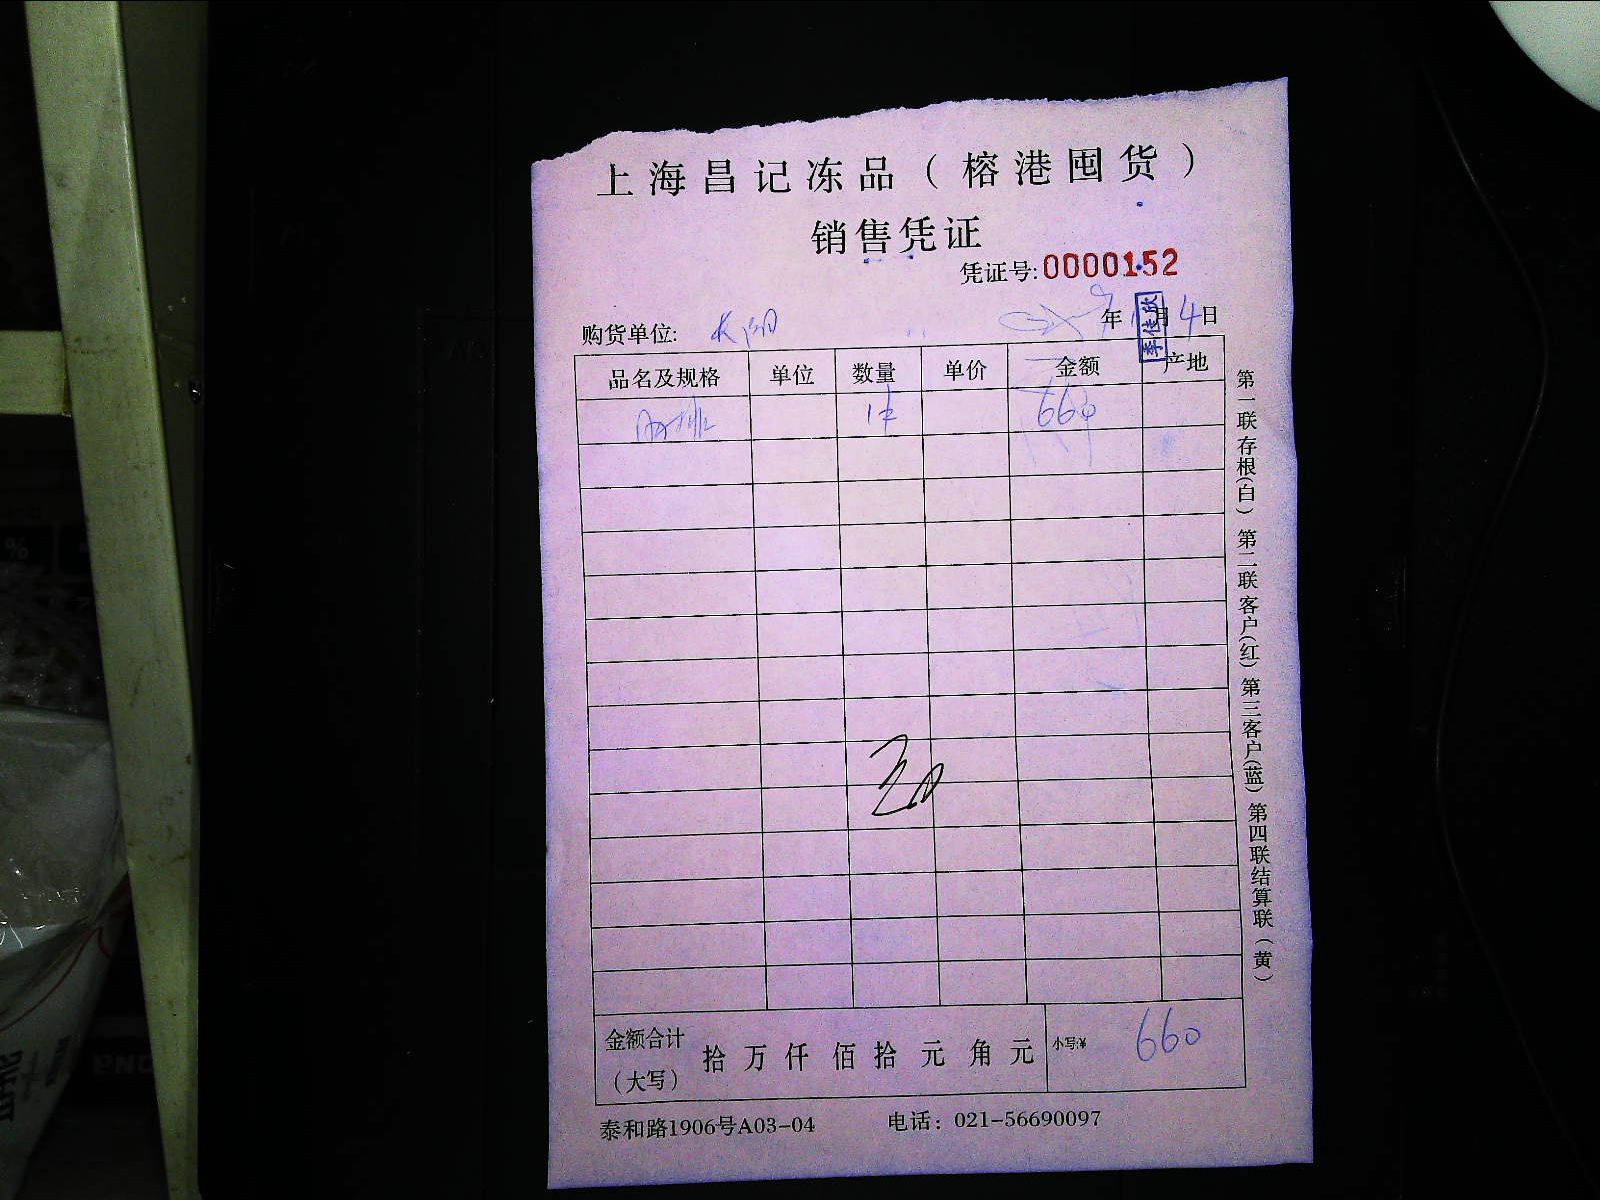 上海昌记冻品（榕港囤货）
销售凭证
凭证号:0000152
购货单位:
年 月 4 日
李佳欣
品名及规格 单位 数量 单价 金额 产地
1件 660
金额合计（大写） 拾 万 仟 佰 拾 元 角 元 小写:¥ 660
泰和路1906号A03-04 电话：021-56690097
第一联存根(白) 第二联客户(红) 第三客户(蓝) 第四联结算联(黄)